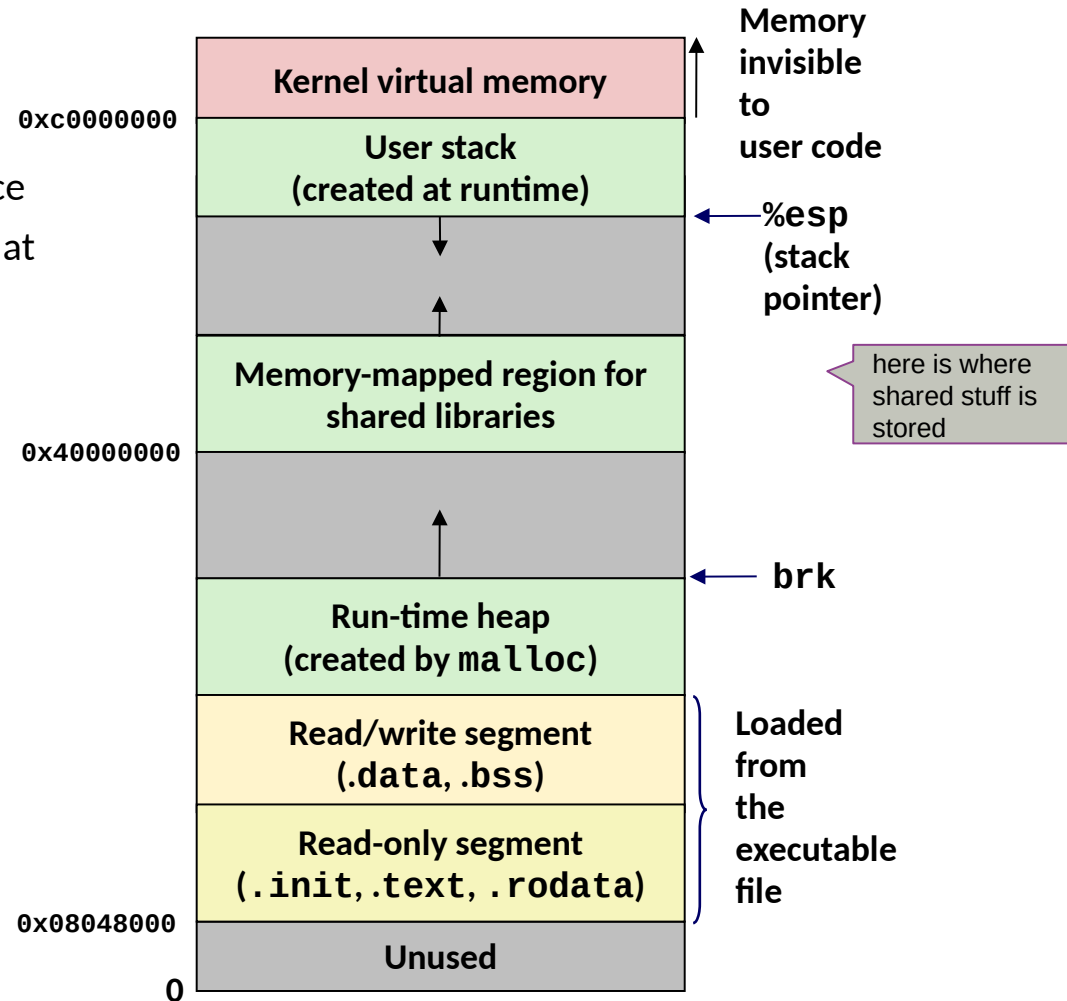 Memory
invisible
to
user code
Kernel virtual memory
0xc0000000
User stack
(created at runtime)
ce
at
%esp
(stack
pointer)
Memory-mapped region for
shared libraries
here is where
shared stuff is
stored
0x40000000
brk
Run-time heap
(created by malloc)
Read/write segment
(.data, .bss)
Loaded
from
the
executable
file
Read-only segment
(.init, .text, .rodata)
0x08048000
Unused
0